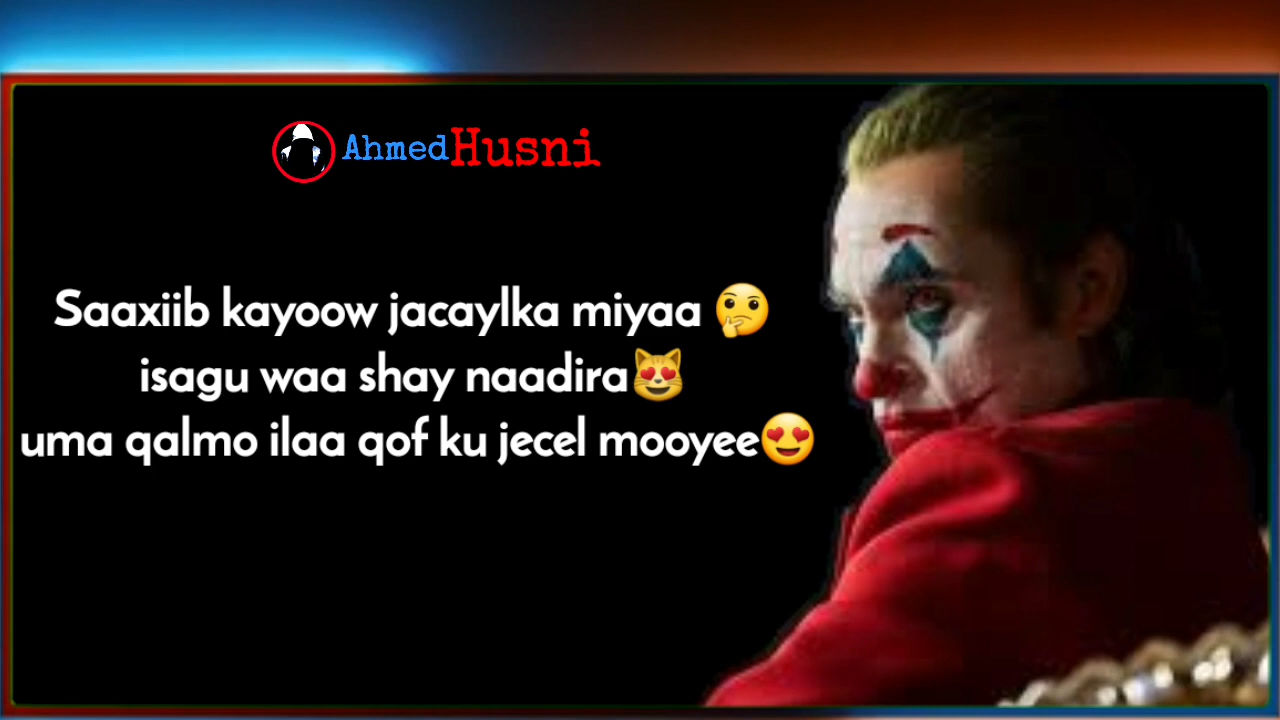 AhmedHusni
Saaxiib kayoow jacaylka miyaa 🤔
isagu waa shay naadira😻
uma qalmo ilaa qof ku jecel mooyee😍